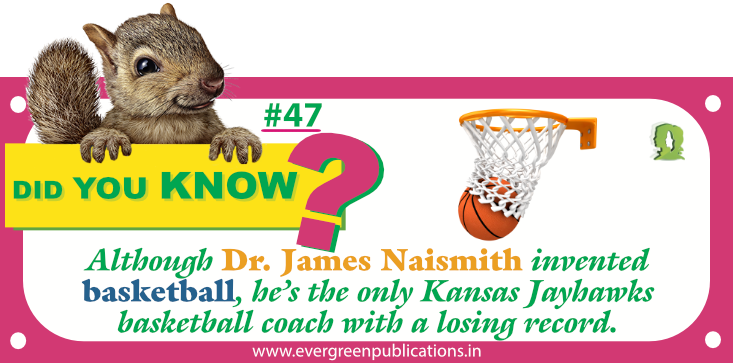 #47
DID YOU KNOW
?
Although Dr. James Naismith invented
basketball, he's the only Kansas Jayhawks
basketball coach with a losing record.
www.evergreenpublications.in